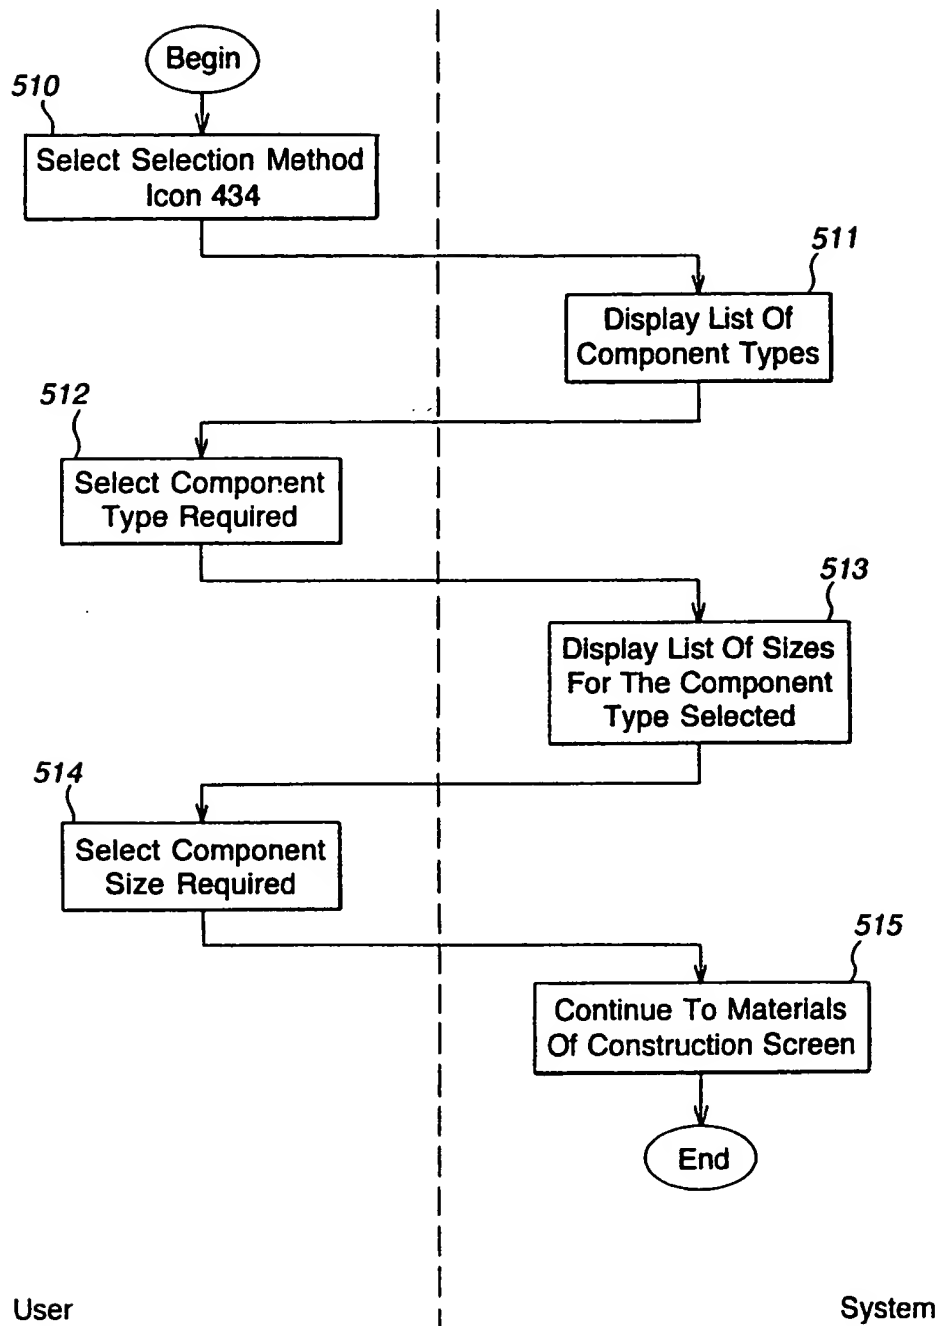 Begin
510
Select Selection Method
Icon 434
511
Display List Of
Component Types
512
Select Component
Type Required
513
Display List Of Sizes
For The Component
Type Selected
514
Select Component
Size Required
515
Continue To Materials
Of Construction Screen
End
User
System